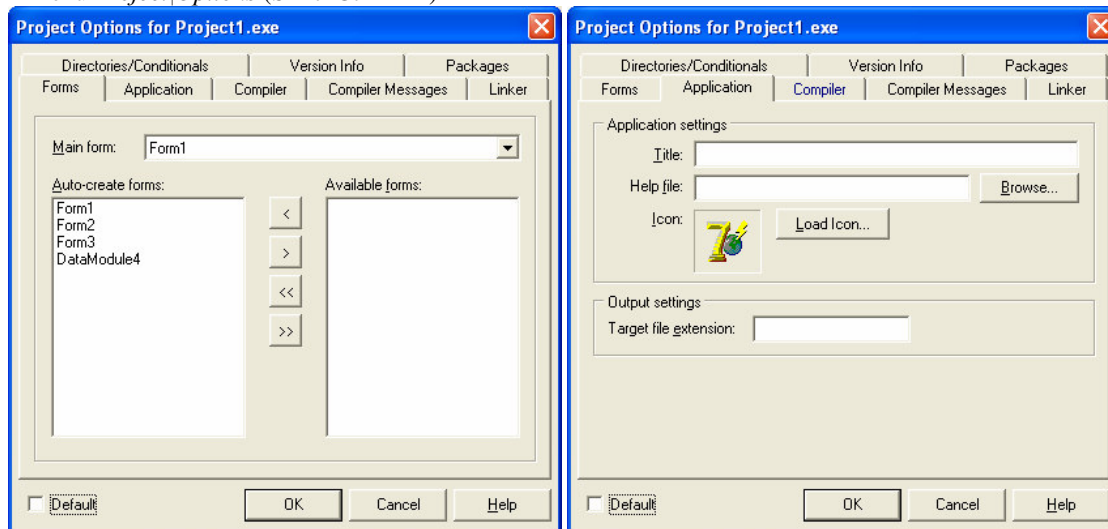 Project Options for Project1.exe
Directories/Conditionals Version Info Packages
Forms Application Compiler Compiler Messages Linker
Main form: Form1
Auto-create forms: Available forms:
Form1
Form2
Form3
DataModule4
<
>
<<
>>
Default OK Cancel Help
Project Options for Project1.exe
Directories/Conditionals Version Info Packages
Forms Application Compiler Compiler Messages Linker
Application settings
Title:
Help file: Browse...
Icon: Load Icon...
Output settings
Target file extension:
Default OK Cancel Help